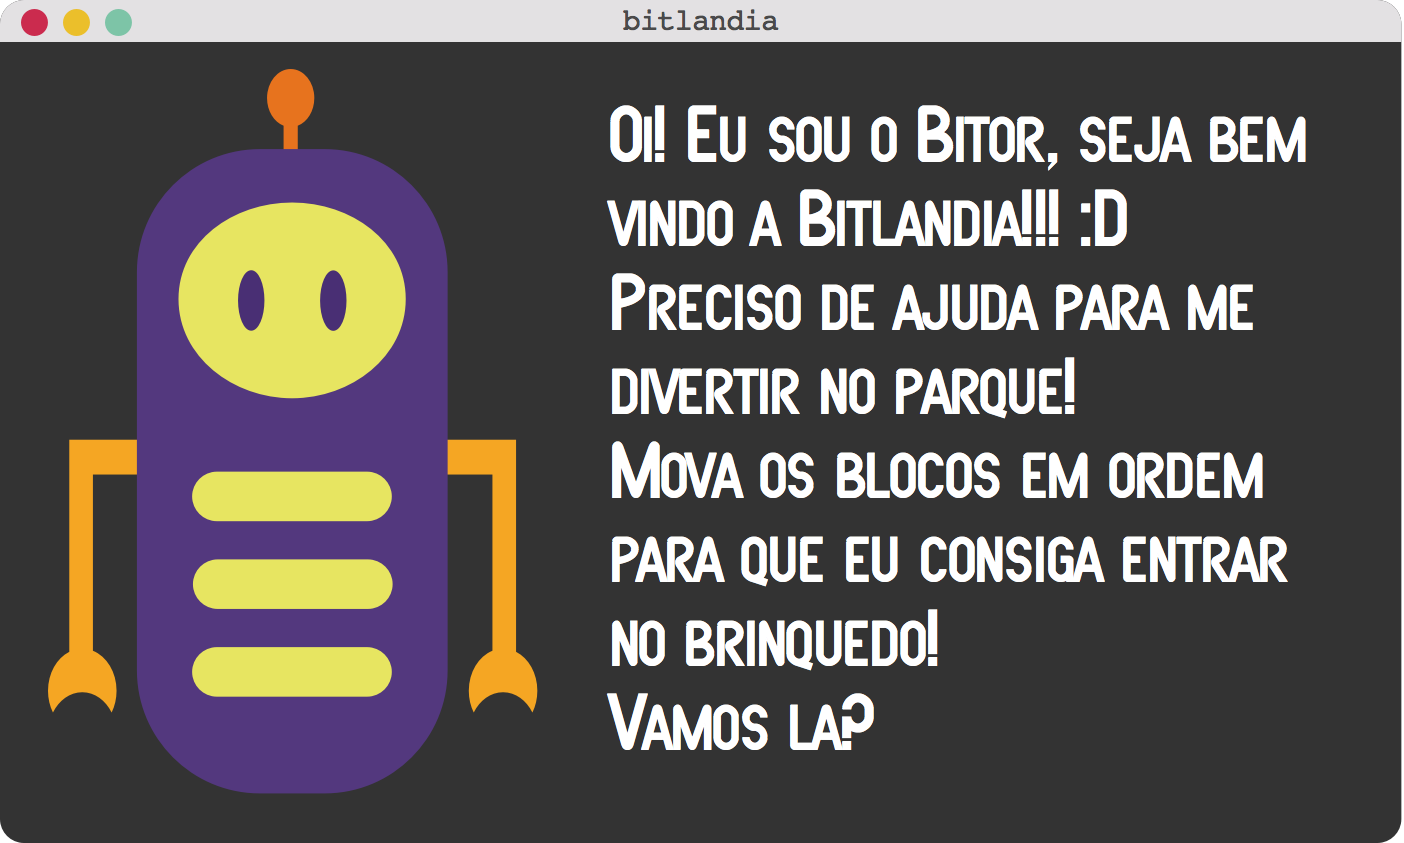 bitlandia
Oi! Eu sou o Bitor, seja bem
vindo a Bitlandia!!! :D
Preciso de ajuda para me
divertir no parque!
Mova os blocos em ordem
para que eu consiga entrar
no brinquedo!
Vamos la?